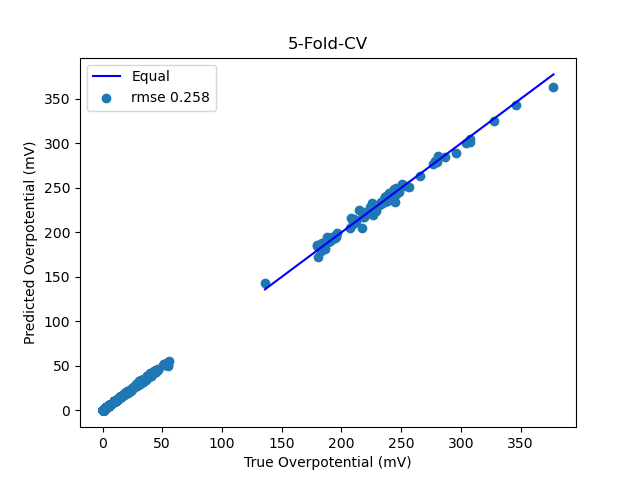 5-Fold-CV
Equal
rmse 0.258
Predicted Overpotential (mV)
350
300
250
200
150
100
50
0
0 50 100 150 200 250 300 350
True Overpotential (mV)